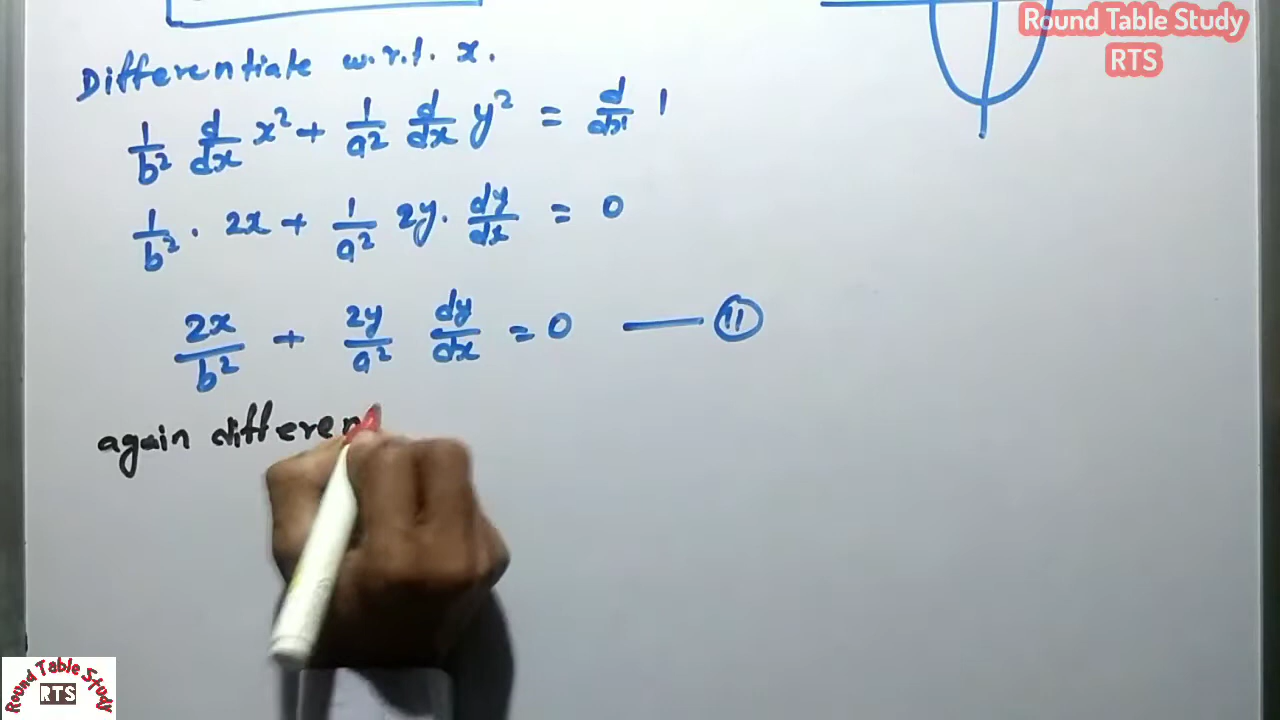 Round Table Study
RTS
Differentiate w.r.t. x.
1/b² d/dx x² + 1/a² d/dx y² = d/dx 1
1/b² · 2x + 1/a² 2y · dy/dx = 0
2x/b² + 2y/a² dy/dx = 0 —— 11
again differen
Round Table Study
RTS